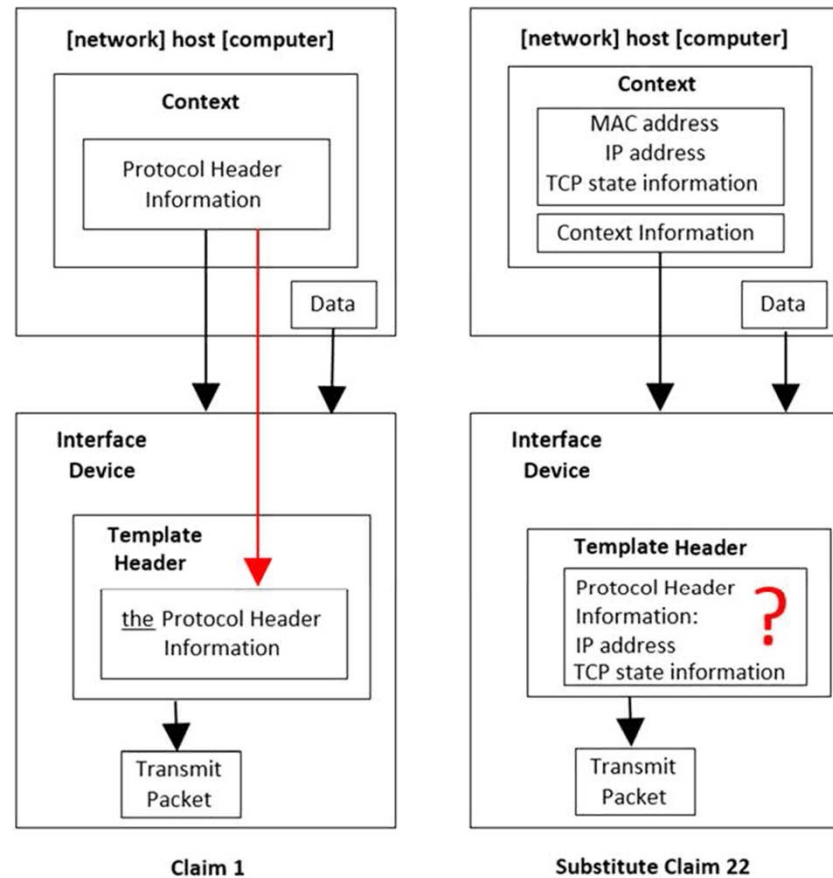 [network] host [computer]
Context
Protocol Header
Information
Data
Interface
Device
Template
Header
the Protocol Header
Information
Transmit
Packet
Claim 1
[network] host [computer]
Context
MAC address
IP address
TCP state information
Context Information
Data
Interface
Device
Template Header
Protocol Header
Information:
IP address
TCP state information
?
Transmit
Packet
Substitute Claim 22